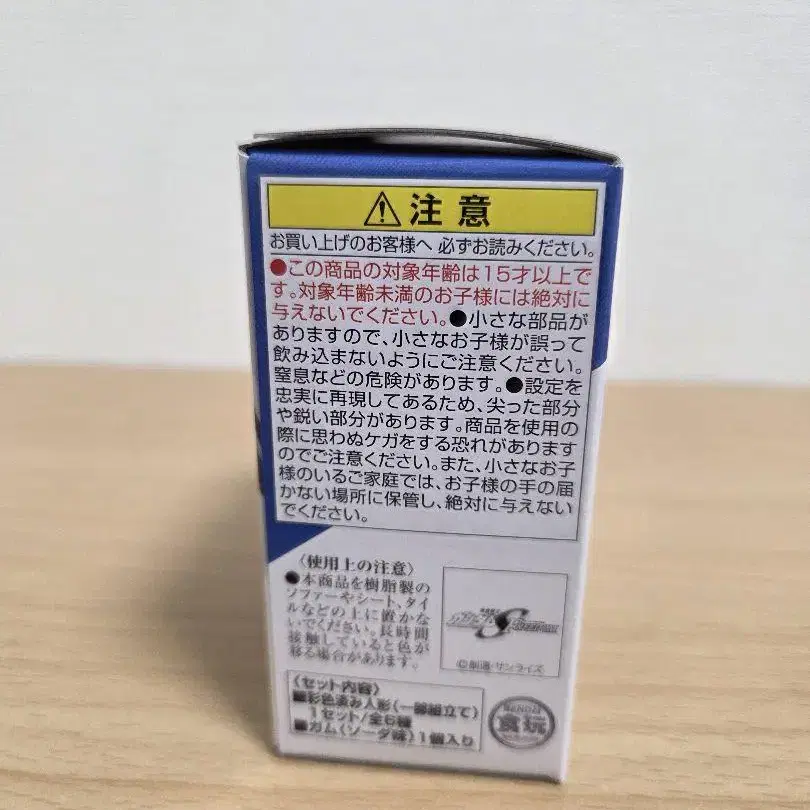 注意
お買い上げのお客様へ 必ずお読みください。
●この商品の対象年齢は15才以上で
す。対象年齢未満のお子様には絶対に
与えないでください。●小さな部品が
ありますので、小さなお子様が誤って
飲み込まないようにご注意ください。
窒息などの危険があります。●設定を
忠実に再現してあるため、尖った部分
や鋭い部分があります。商品を使用の
際に思わぬケガをする恐れがあります
のでご注意ください。また、小さなお子
様のいるご家庭では、お子様の手の届
かない場所に保管し、絶対に与えない
でください。
〈使用上の注意〉
●本商品を樹脂製の
ソファーやシート、タイ
ルなどの上に置かな
いでください。長時間
接触していると色が
移る場合があります。
©創通・サンライズ
〈セット内容〉
■彩色済み人形(一部組立て)
1セット/全6種
■ガム(ソーダ味)1個入り
食玩